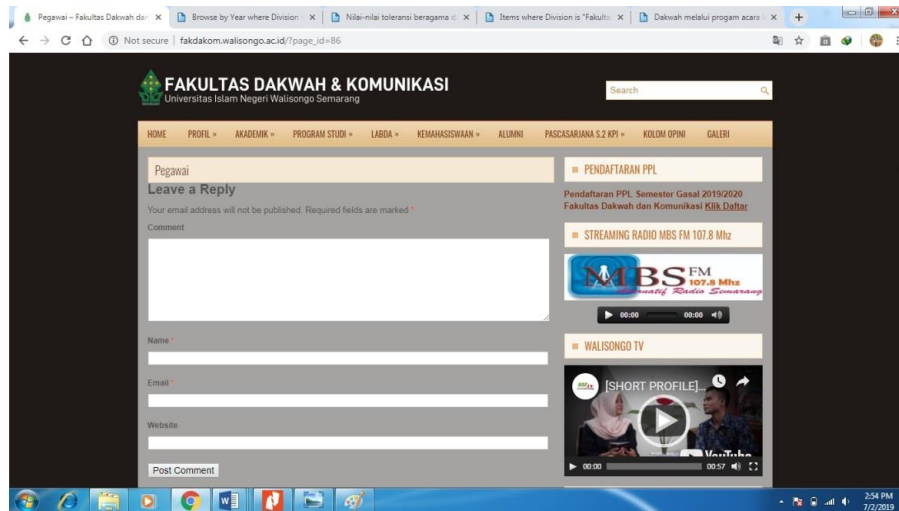 Pegawai – Fakultas Dakwah dan
Browse by Year where Division
Nilai-nilai toleransi beragama d
Items where Division is "Fakulta
Dakwah melalui progam acara
Not secure | fakdakom.walisongo.ac.id/?page_id=86
FAKULTAS DAKWAH & KOMUNIKASI
Universitas Islam Negeri Walisongo Semarang
Search
HOME PROFIL » AKADEMIK » PROGRAM STUDI » LABDA » KEMAHASISWAAN » ALUMNI PASCASARJANA S.2 KPI » KOLOM OPINI GALERI
Pegawai
Leave a Reply
Your email address will not be published. Required fields are marked *
Comment
Name *
Email *
Website
Post Comment
PENDAFTARAN PPL
Pendaftaran PPL Semester Gasal 2019/2020
Fakultas Dakwah dan Komunikasi Klik Daftar
STREAMING RADIO MBS FM 107.8 Mhz
MBS FM
107.8 Mhz
Alternatif Radio Semarang
00:00 00:00
WALISONGO TV
[SHORT PROFILE]...
YouTube
00:00 00:57
2:54 PM
7/2/2019